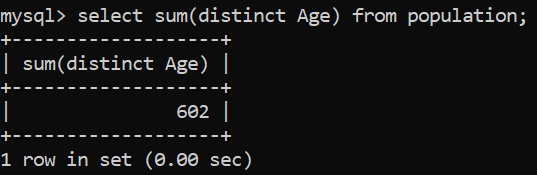 mysql> select sum(distinct Age) from population;
+-------------------+
| sum(distinct Age) |
+-------------------+
|               602 |
+-------------------+
1 row in set (0.00 sec)